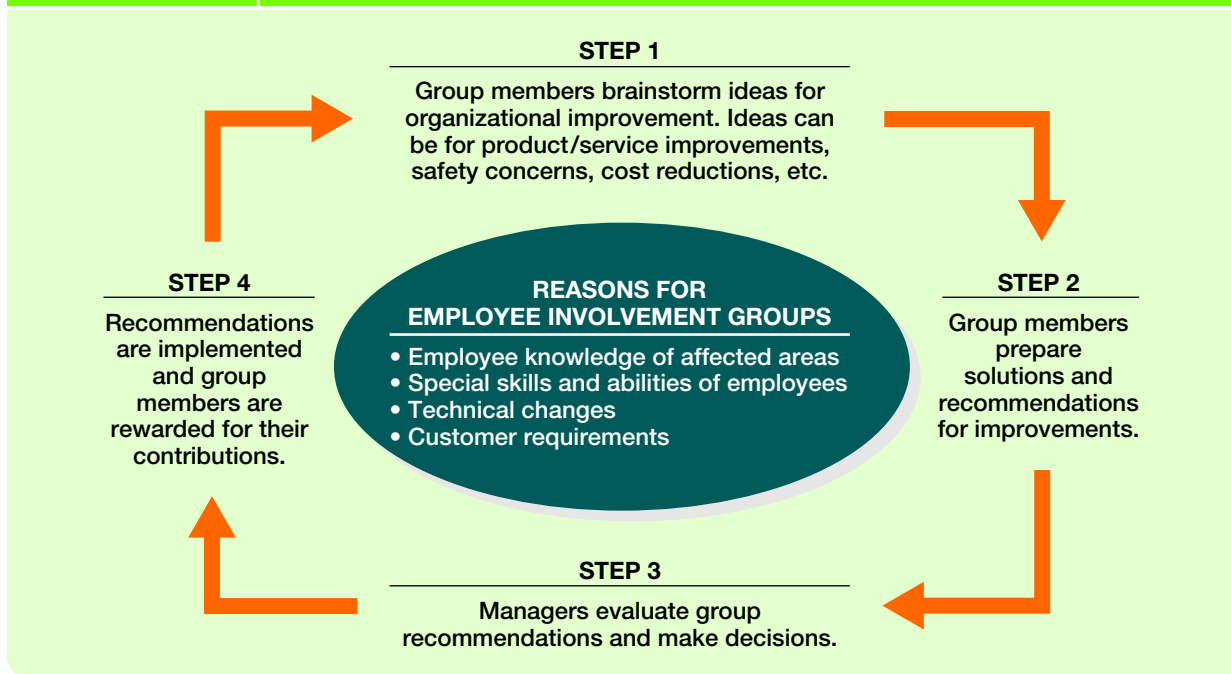 STEP 1
Group members brainstorm ideas for
organizational improvement. Ideas can
be for product/service improvements,
safety concerns, cost reductions, etc.
STEP 2
Group members
prepare
solutions and
recommendations
for improvements.
STEP 3
Managers evaluate group
recommendations and make decisions.
STEP 4
Recommendations
are implemented
and group
members are
rewarded for their
contributions.
REASONS FOR
EMPLOYEE INVOLVEMENT GROUPS
• Employee knowledge of affected areas
• Special skills and abilities of employees
• Technical changes
• Customer requirements